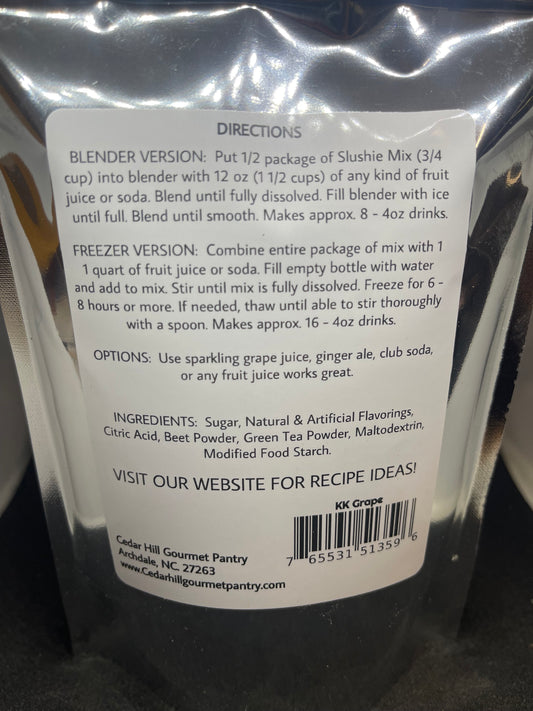 DIRECTIONS
BLENDER VERSION: Put 1/2 package of Slushie Mix (3/4
cup) into blender with 12 oz (1 1/2 cups) of any kind of fruit
juice or soda. Blend until fully dissolved. Fill blender with ice
until full. Blend until smooth. Makes approx. 8 - 4oz drinks.
FREEZER VERSION: Combine entire package of mix with 1
1 quart of fruit juice or soda. Fill empty bottle with water
and add to mix. Stir until mix is fully dissolved. Freeze for 6 -
8 hours or more. If needed, thaw until able to stir thoroughly
with a spoon. Makes approx. 16 - 4oz drinks.
OPTIONS: Use sparkling grape juice, ginger ale, club soda,
or any fruit juice works great.
INGREDIENTS: Sugar, Natural & Artificial Flavorings,
Citric Acid, Beet Powder, Green Tea Powder, Maltodextrin,
Modified Food Starch.
VISIT OUR WEBSITE FOR RECIPE IDEAS!
KK Grape
7 65531 51359 6
Cedar Hill Gourmet Pantry
Archdale, NC. 27263
www.Cedarhillgourmetpantry.com